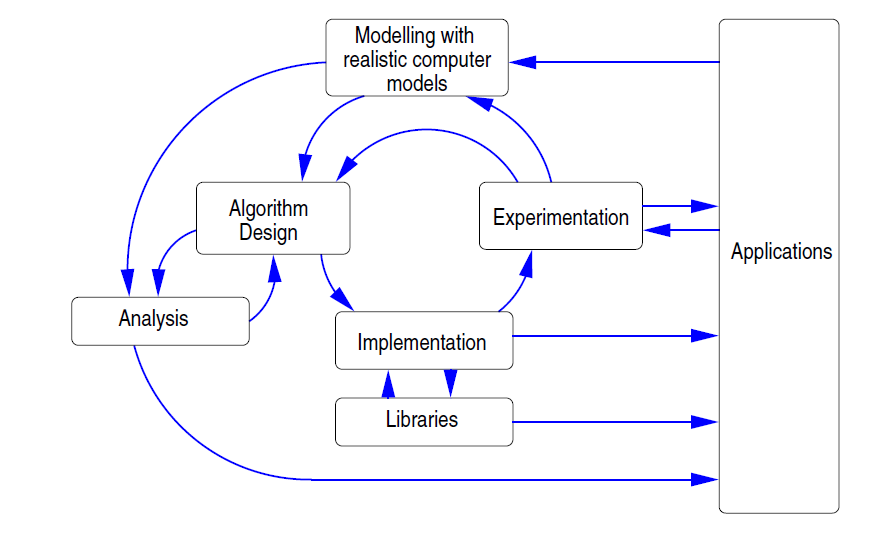 Modelling with
realistic computer
models
Algorithm
Design
Experimentation
Applications
Analysis
Implementation
Libraries